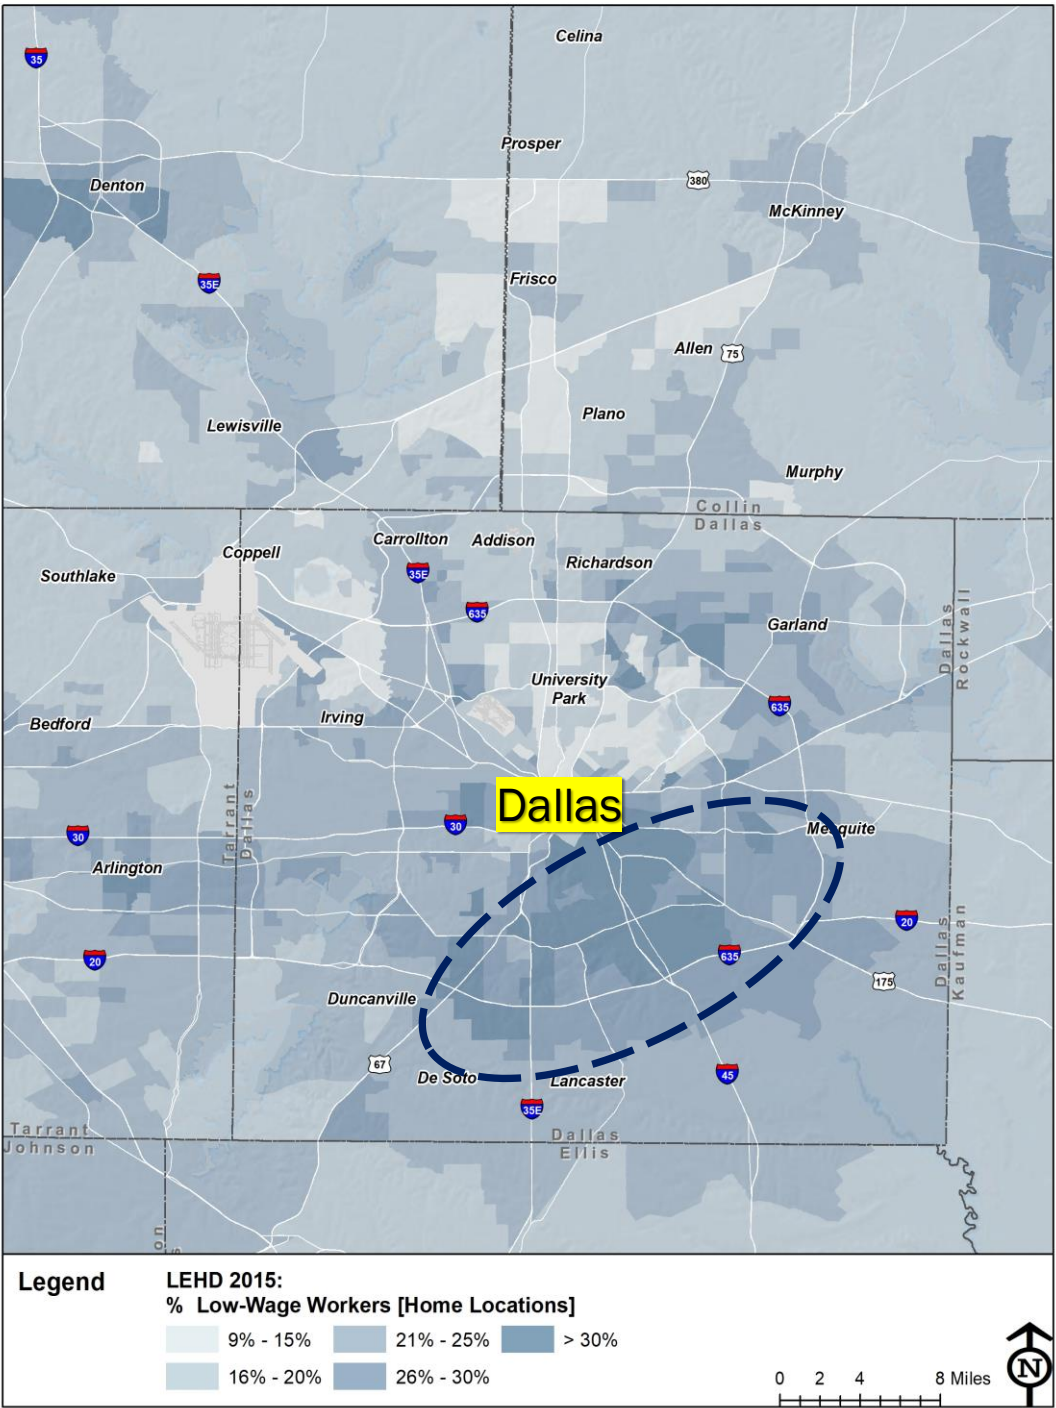 Celina
35
Prosper
Denton
380
McKinney
Frisco
35E
Allen
75
Plano
Lewisville
Murphy
Collin
Dallas
Carrollton
Addison
Coppell
Richardson
Southlake
35E
635
Garland
Dallas
Rockwall
University
Park
Irving
635
Bedford
Dallas
Tarrant
Dallas
30
30
Mesquite
Arlington
20
Dallas
Kaufman
20
635
175
Duncanville
67
De Soto
Lancaster
45
35E
Tarrant
Johnson
Dallas
Ellis
Legend
LEHD 2015:
% Low-Wage Workers [Home Locations]
9% - 15%
21% - 25%
> 30%
16% - 20%
26% - 30%
0 2 4 8 Miles
N